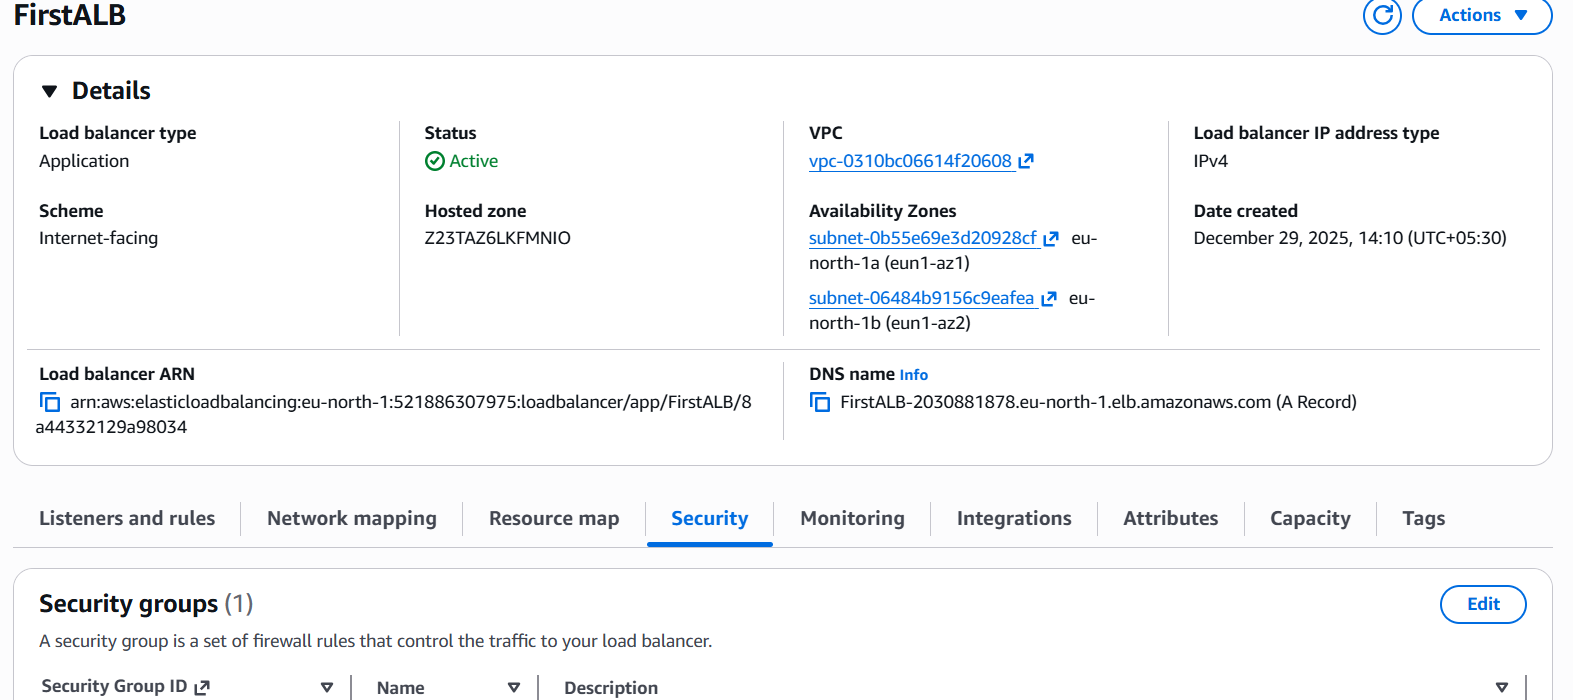 FirstALB
Actions
Details
Load balancer type
Application
Status
Active
VPC
vpc-0310bc06614f20608
Load balancer IP address type
IPv4
Scheme
Internet-facing
Hosted zone
Z23TAZ6LKFMNIO
Availability Zones
subnet-0b55e69e3d20928cf eu-
north-1a (eun1-az1)
subnet-06484b9156c9eafea eu-
north-1b (eun1-az2)
Date created
December 29, 2025, 14:10 (UTC+05:30)
Load balancer ARN
arn:aws:elasticloadbalancing:eu-north-1:521886307975:loadbalancer/app/FirstALB/8
a44332129a98034
DNS name Info
FirstALB-2030881878.eu-north-1.elb.amazonaws.com (A Record)
Listeners and rules Network mapping Resource map Security Monitoring Integrations Attributes Capacity Tags
Security groups (1)
Edit
A security group is a set of firewall rules that control the traffic to your load balancer.
Security Group ID Name Description